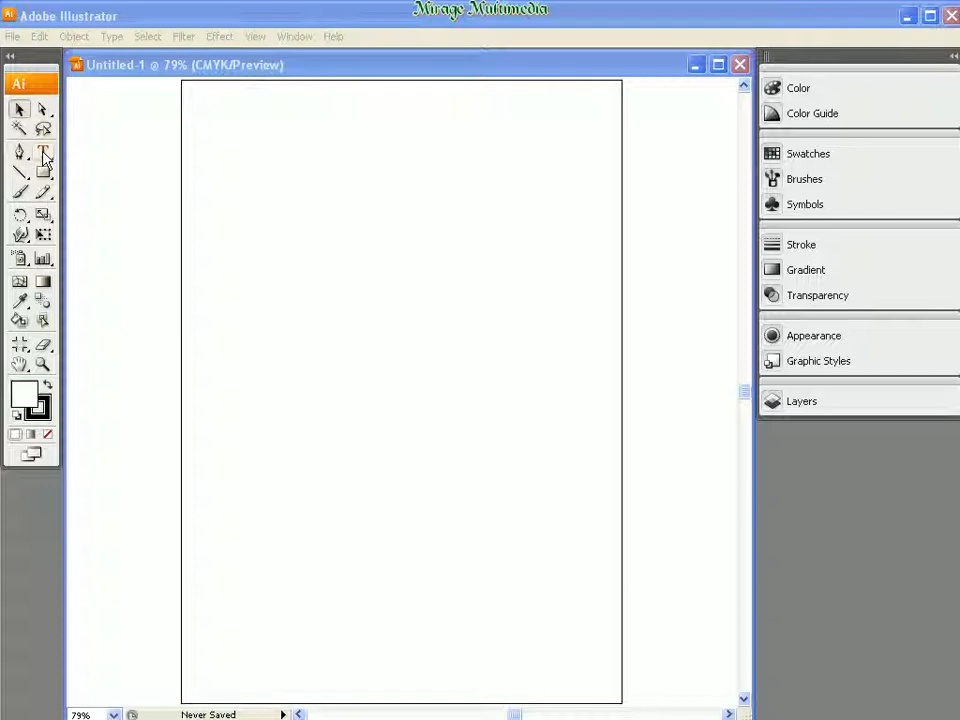 Mirage Multimedia
Adobe Illustrator
File Edit Object Type Select Filter Effect View Window Help
Untitled-1 @ 79% (CMYK/Preview)
Ai
T
Color
Color Guide
Swatches
Brushes
Symbols
Stroke
Gradient
Transparency
Appearance
Graphic Styles
Layers
79%
Never Saved